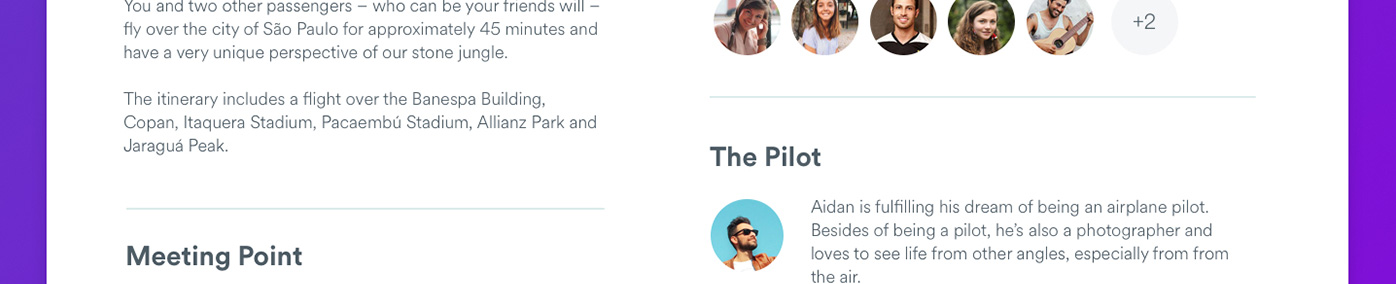 You and two other passengers – who can be your friends will –
fly over the city of São Paulo for approximately 45 minutes and
have a very unique perspective of our stone jungle.
The itinerary includes a flight over the Banespa Building,
Copan, Itaquera Stadium, Pacaembú Stadium, Allianz Park and
Jaraguá Peak.
Meeting Point
+2
The Pilot
Aidan is fulfilling his dream of being an airplane pilot.
Besides of being a pilot, he's also a photographer and
loves to see life from other angles, especially from from
the air.